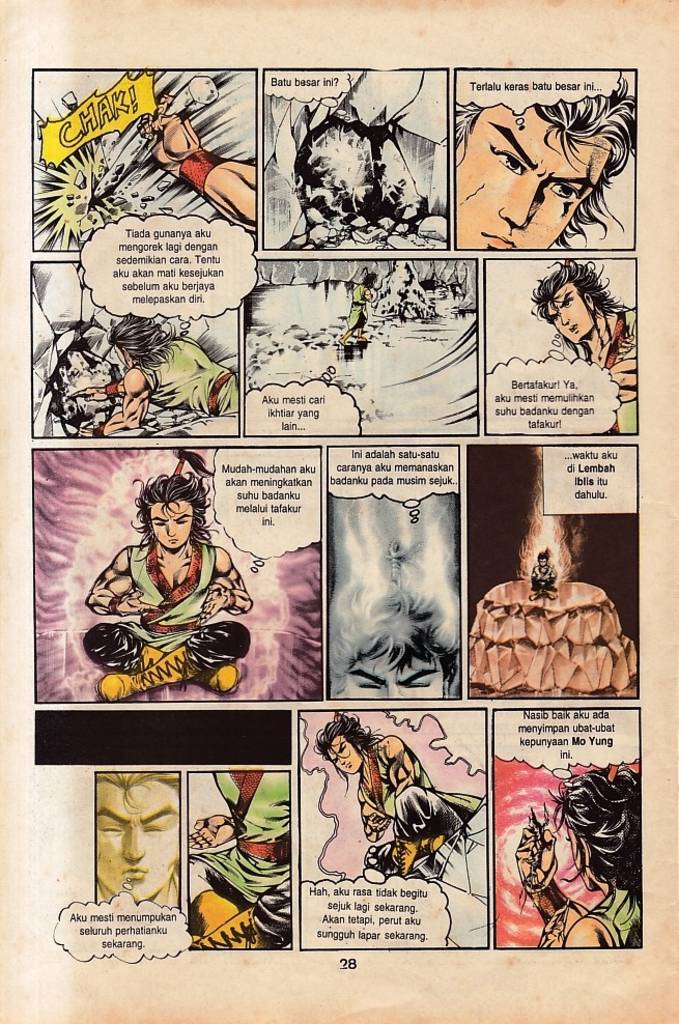 CHAK!
Batu besar ini?
Terlalu keras batu besar ini...
Tiada gunanya aku
mengorek lagi dengan
sedemikian cara. Tentu
aku akan mati kesejukan
sebelum aku berjaya
melepaskan diri.
Aku mesti cari
ikhtiar yang
lain...
Bertafakur! Ya,
aku mesti memulihkan
suhu badanku dengan
tafakur!
Mudah-mudahan aku
akan meningkatkan
suhu badanku
melalui tafakur
ini.
Ini adalah satu-satu
caranya aku memanaskan
badanku pada musim sejuk..
...waktu aku
di Lembah
Iblis itu
dahulu.
Aku mesti menumpukan
seluruh perhatianku
sekarang.
Hah, aku rasa tidak begitu
sejuk lagi sekarang.
Akan tetapi, perut aku
sungguh lapar sekarang.
Nasib baik aku ada
menyimpan ubat-ubat
kepunyaan Mo Yung
ini.
28